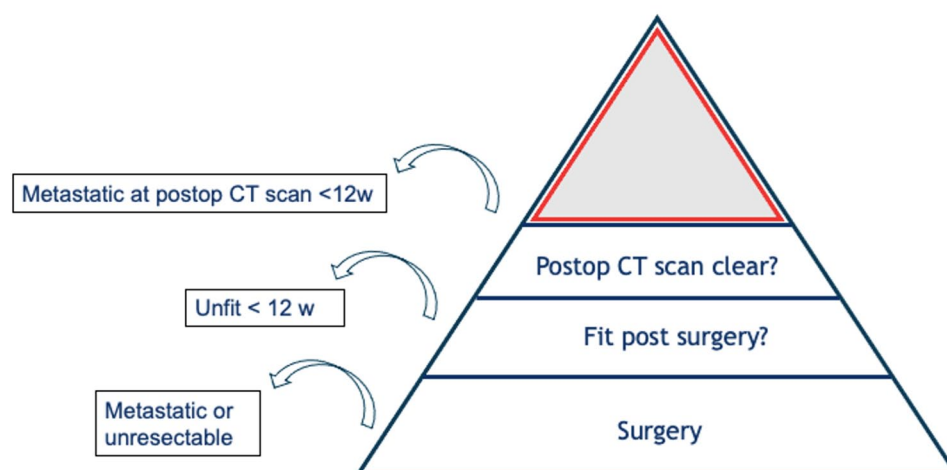 Metastatic at postop CT scan <12w
Postop CT scan clear?
Unfit < 12 w
Fit post surgery?
Metastatic or
unresectable
Surgery